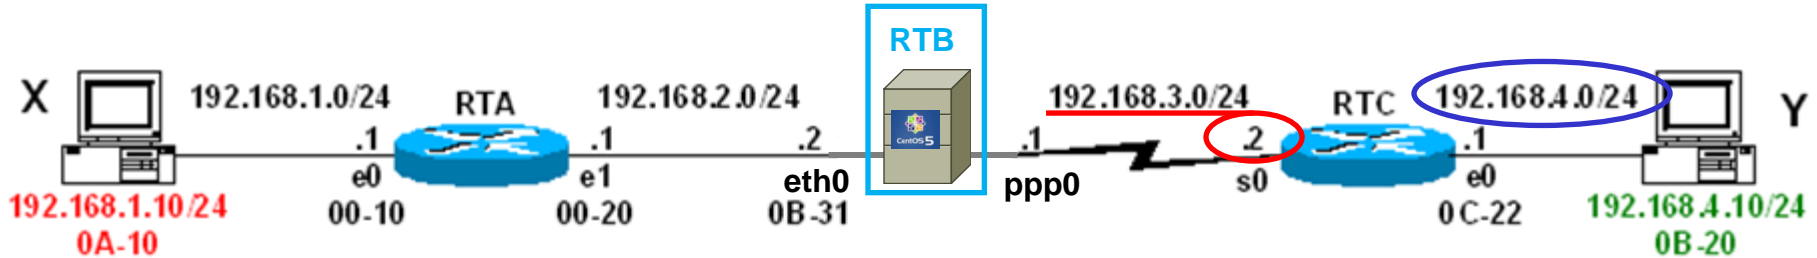 RTB
X
192.168.1.0/24
RTA
192.168.2.0/24
192.168.3.0/24
RTC
192.168.4.0/24
Y
.1
.1
.2
CentOS 5
.1
.2
.1
e0
e1
eth0
ppp0
s0
e0
192.168.1.10/24
00-10
00-20
0B-31
0C-22
192.168.4.10/24
0A-10
0B-20